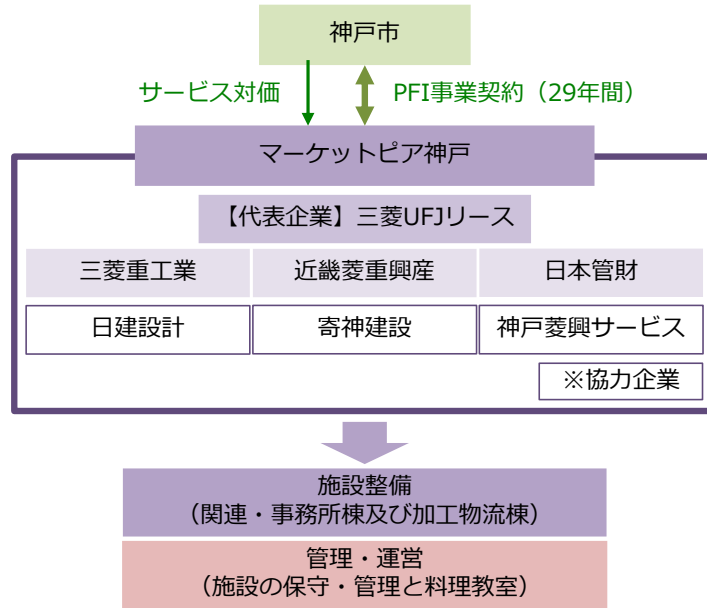 神戸市
サービス対価
PFI事業契約（29年間）
マーケットピア神戸
【代表企業】三菱UFJリース
三菱重工業
近畿菱重興産
日本管財
日建設計
寄神建設
神戸菱興サービス
※協力企業
施設整備
（関連・事務所棟及び加工物流棟）
管理・運営
（施設の保守・管理と料理教室）